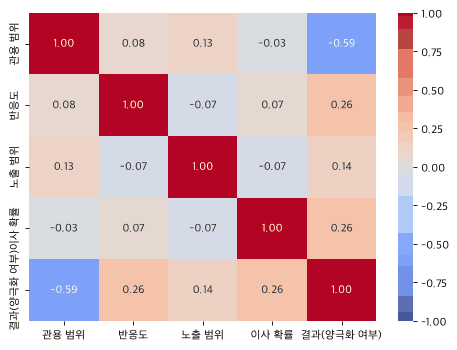 관용 범위 1.00 0.08 0.13 -0.03 -0.59
반응도 0.08 1.00 -0.07 0.07 0.26
노출 범위 0.13 -0.07 1.00 -0.07 0.14
이사 확률 -0.03 0.07 -0.07 1.00 0.26
결과(양극화 여부) -0.59 0.26 0.14 0.26 1.00
관용 범위 반응도 노출 범위 이사 확률 결과(양극화 여부)
1.00
0.75
0.50
0.25
0.00
-0.25
-0.50
-0.75
-1.00